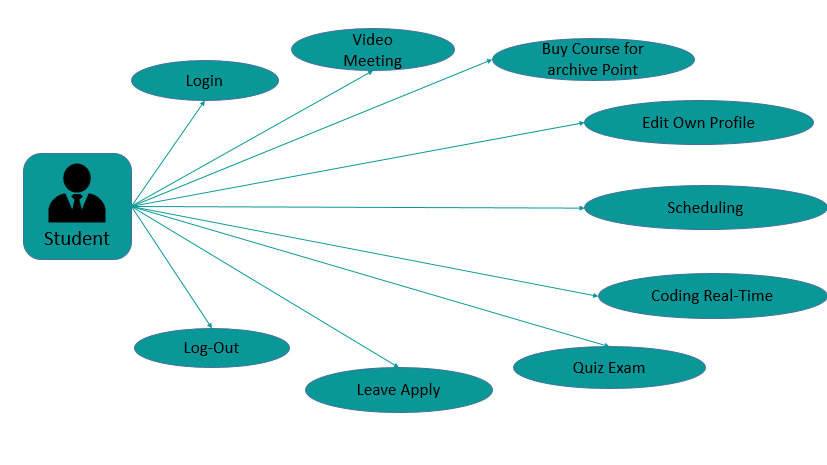 Video
Meeting
Buy Course for
archive Point
Login
Edit Own Profile
Scheduling
Student
Coding Real-Time
Log-Out
Quiz Exam
Leave Apply